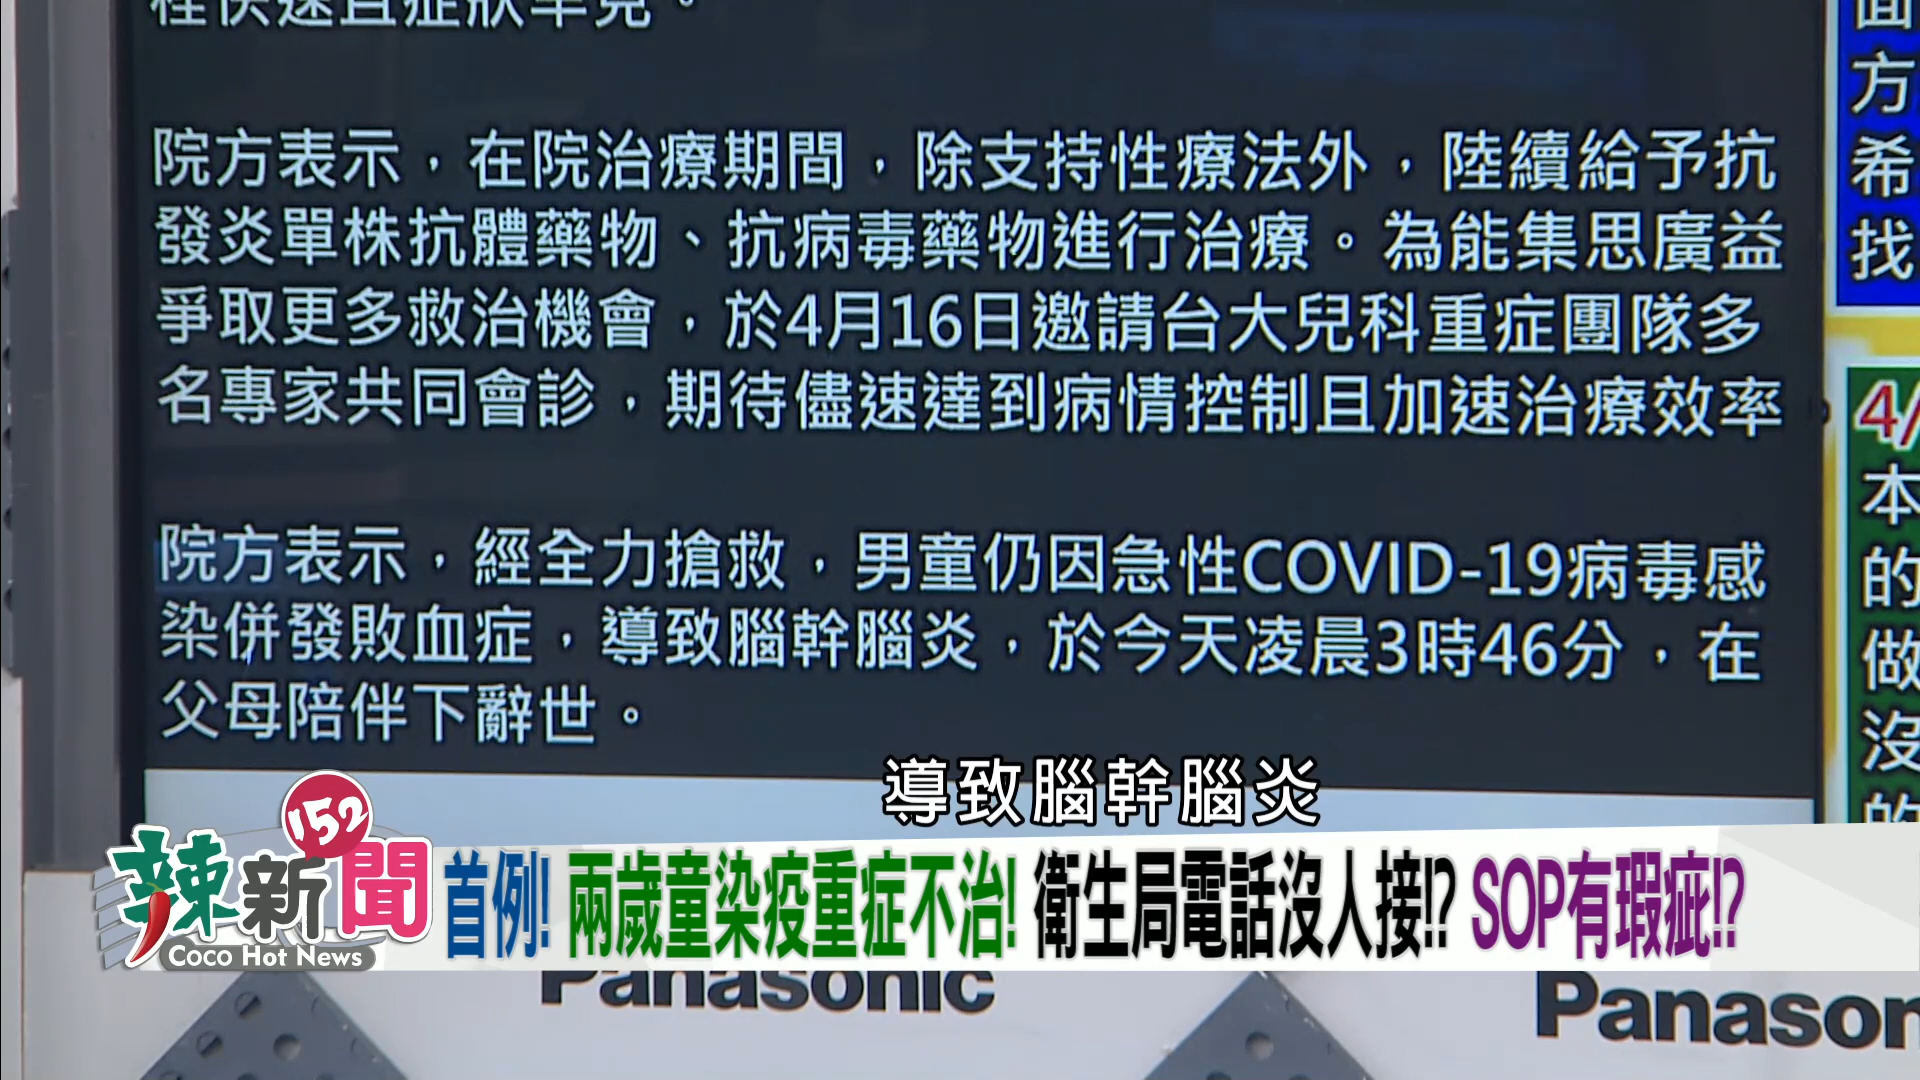 程快速且症狀罕見。
院方表示，在院治療期間，除支持性療法外，陸續給予抗
發炎單株抗體藥物、抗病毒藥物進行治療。為能集思廣益
爭取更多救治機會，於4月16日邀請台大兒科重症團隊多
名專家共同會診，期待儘速達到病情控制且加速治療效率
院方表示，經全力搶救，男童仍因急性COVID-19病毒感
染併發敗血症，導致腦幹腦炎，於今天凌晨3時46分，在
父母陪伴下辭世。
面
方
希
找
4/
本
的
做
沒
的
導致腦幹腦炎
152
辣新聞
Coco Hot News
首例! 兩歲童染疫重症不治! 衛生局電話沒人接!? SOP有瑕疵!?
Panasonic
Panason